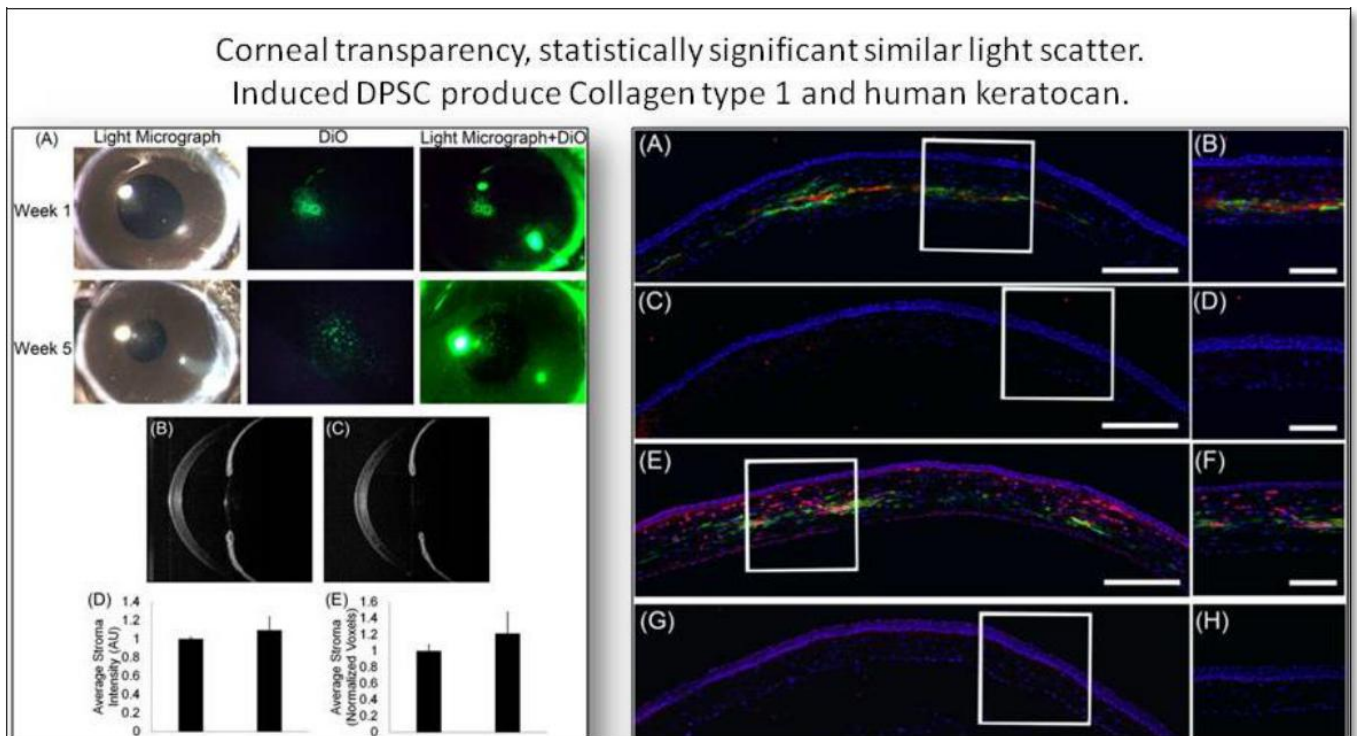 Corneal transparency, statistically significant similar light scatter.
Induced DPSC produce Collagen type 1 and human keratocan.
(A) Light Micrograph DiO Light Micrograph+DiO
Week 1
Week 5
(B) (C)
(D) 1.4
1.2
1
0.8
0.6
0.4
0.2
0
Average Stroma
Intensity (AU)
(E) 1.6
1.4
1.2
1
0.8
0.6
0.4
0.2
0
Average Stroma
(Normalized Voxels)
(A) (B)
(C) (D)
(E) (F)
(G) (H)